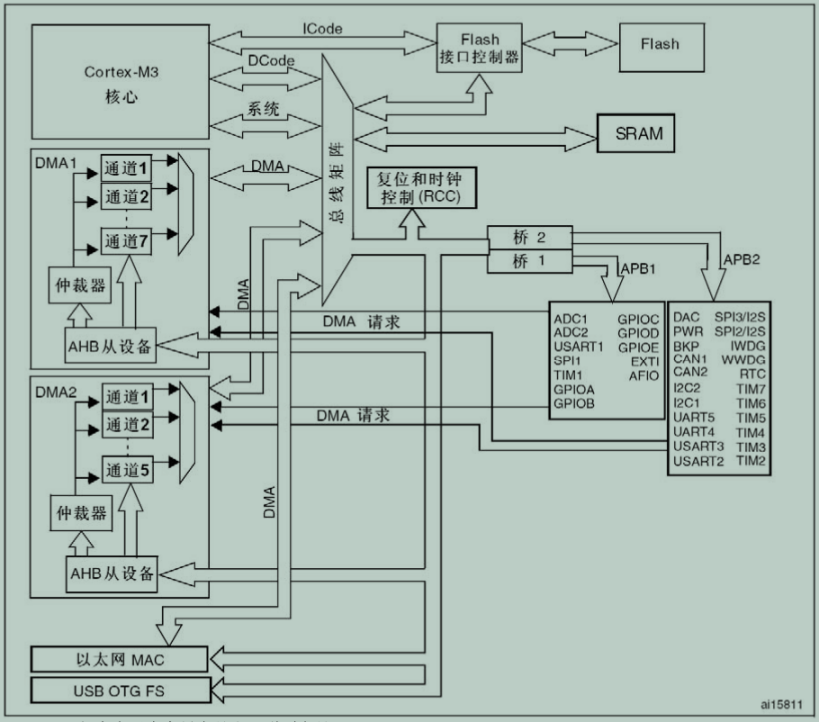 ICode
Cortex-M3
核心
Flash
接口控制器
Flash
DCode
系统
SRAM
总线矩阵
DMA1
通道1
通道2
通道7
仲裁器
AHB从设备
DMA
复位和时钟
控制(RCC)
桥 2
桥 1
APB1
APB2
DMA
DMA 请求
ADC1 GPIOC
ADC2 GPIOD
USART1 GPIOE
SPI1 EXTI
TIM1 AFIO
GPIOA
GPIOB
DAC SPI3/I2S
PWR SPI2/I2S
BKP IWDG
CAN1 WWDG
CAN2 RTC
I2C2 TIM7
I2C1 TIM6
UART5 TIM5
UART4 TIM4
USART3 TIM3
USART2 TIM2
DMA2
通道1
通道2
通道5
仲裁器
AHB从设备
DMA 请求
DMA
以太网 MAC
USB OTG FS
ai15811